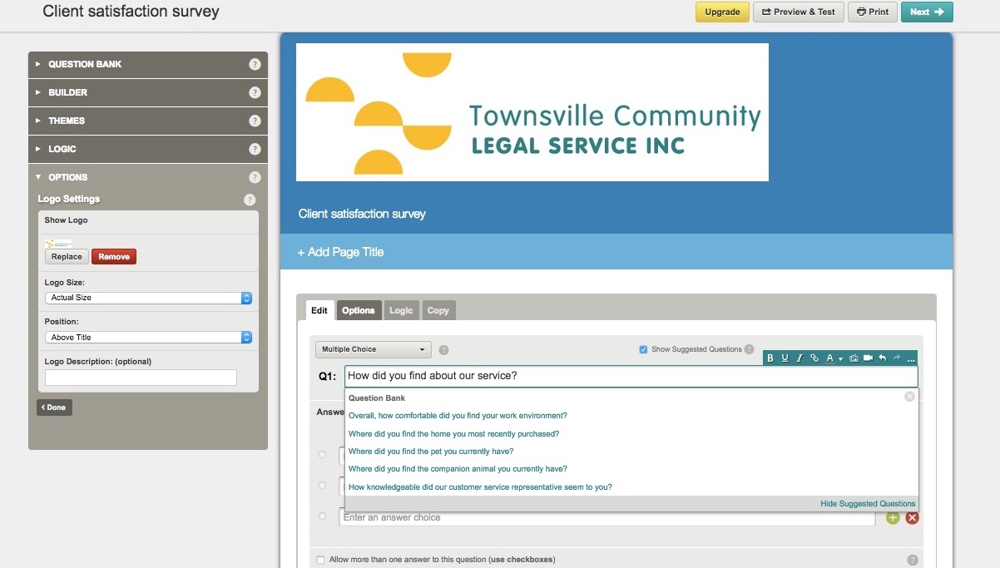 Client satisfaction survey
Upgrade
Preview & Test
Print
Next
QUESTION BANK ?
BUILDER ?
THEMES ?
LOGIC ?
OPTIONS ?
Logo Settings ?
Show Logo
Replace
Remove
Logo Size:
Actual Size
Position:
Above Title
Logo Description: (optional)
Done
Townsville Community
LEGAL SERVICE INC
Client satisfaction survey
+ Add Page Title
Edit
Options
Logic
Copy
Multiple Choice ?
Show Suggested Questions ?
B U I A ...
Q1: How did you find about our service?
Question Bank
Answe
Overall, how comfortable did you find your work environment?
Where did you find the home you most recently purchased?
Where did you find the pet you currently have?
Where did you find the companion animal you currently have?
How knowledgeable did our customer service representative seem to you?
Hide Suggested Questions
Enter an answer choice
Allow more than one answer to this question (use checkboxes) ?